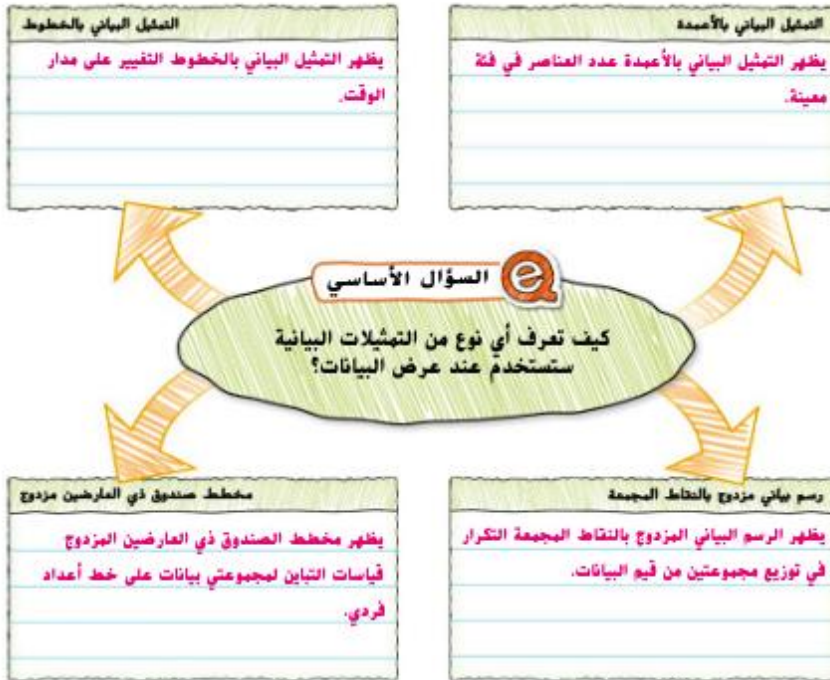 التمثيل البياني بالأعمدة
يظهر التمثيل البياني بالأعمدة عدد العناصر في فئة
معينة.
التمثيل البياني بالخطوط
يظهر التمثيل البياني بالخطوط التغيير على مدار
الوقت.
السؤال الأساسي
كيف تعرف أي نوع من التمثيلات البيانية
ستستخدم عند عرض البيانات؟
رسم بياني مزدوج بالنقاط المجمعة
يظهر الرسم البياني المزدوج بالنقاط المجمعة التكرار
في توزيع مجموعتين من قيم البيانات.
مخطط صندوق ذي العارضين مزدوج
يظهر مخطط الصندوق ذي العارضين المزدوج
قياسات التباين لمجموعتي بيانات على خط أعداد
فردي.